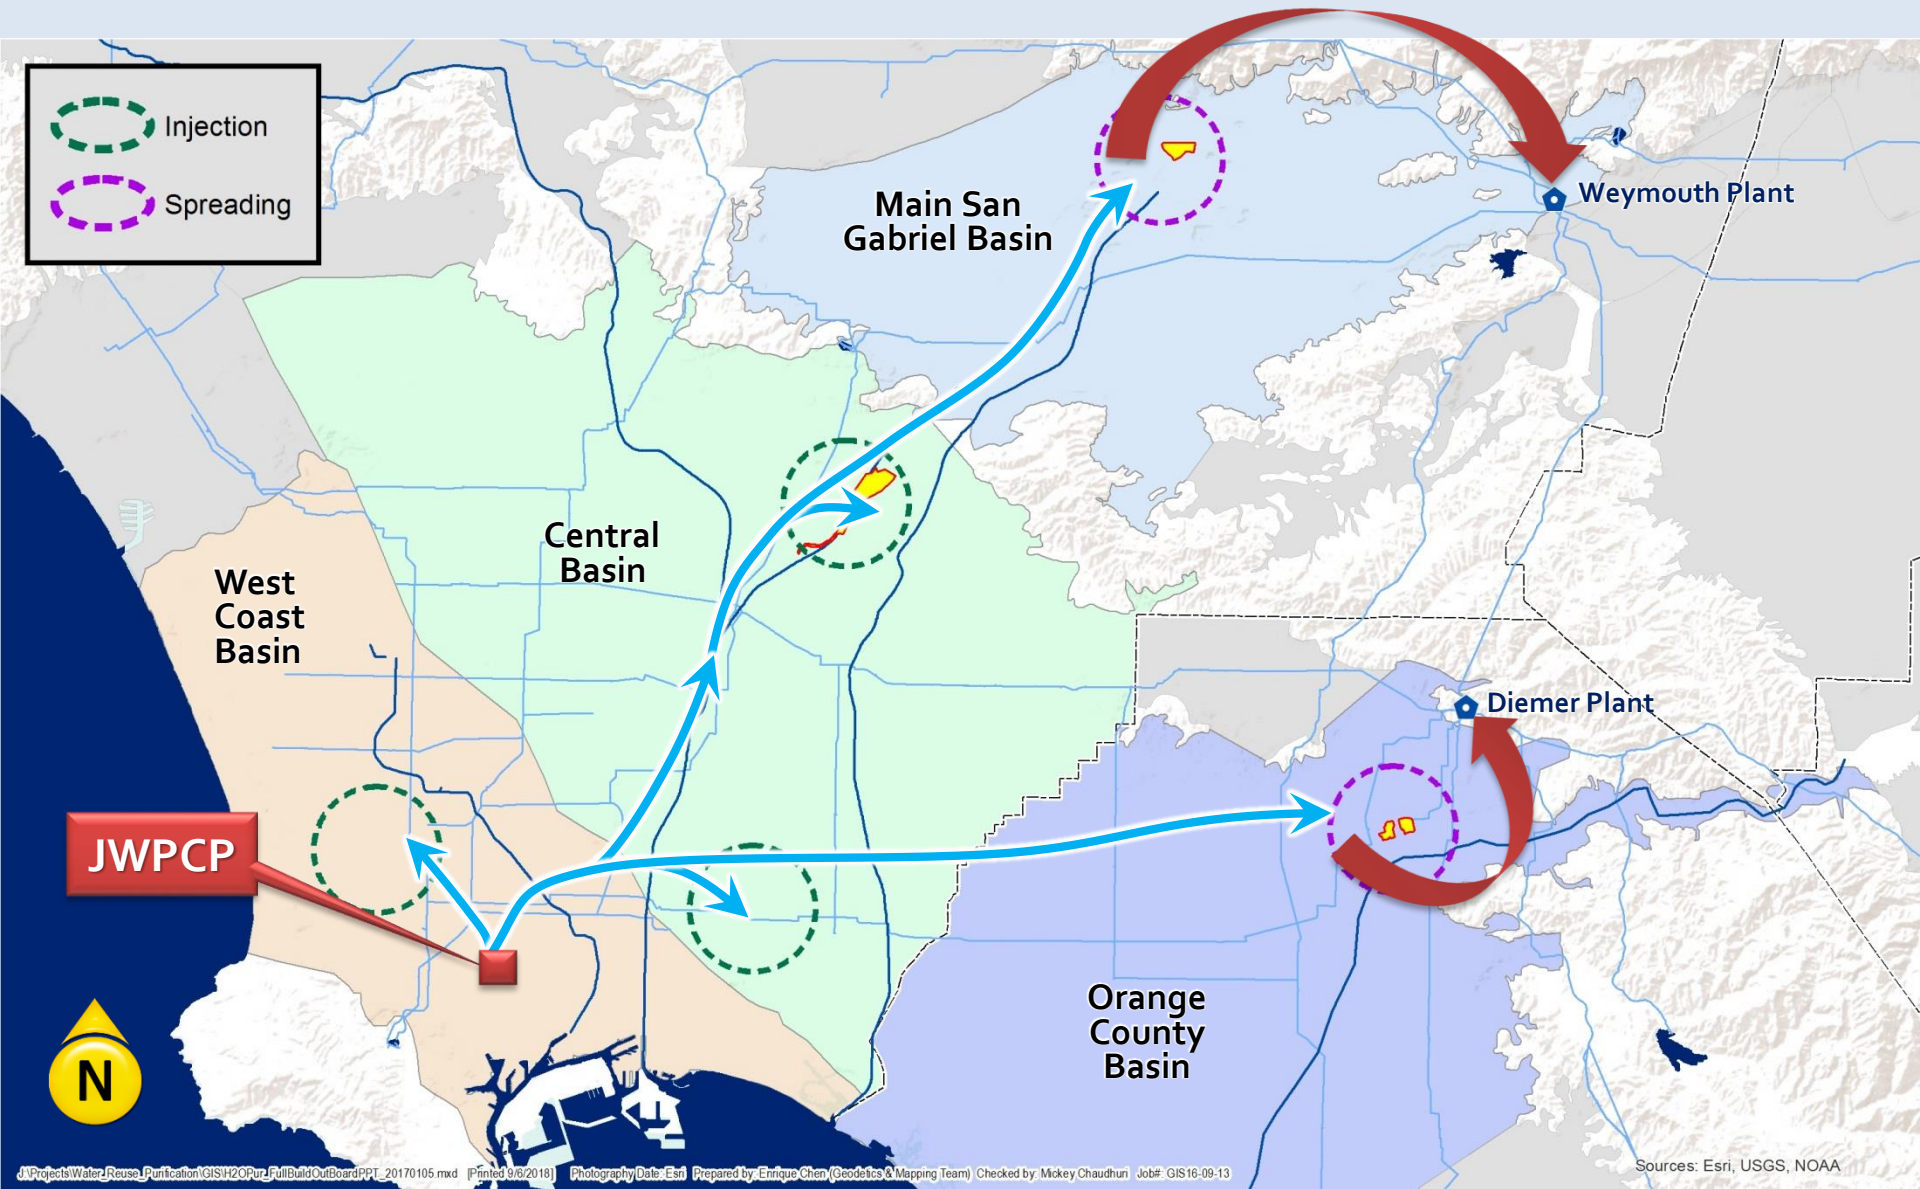 Injection
Spreading
Main San
Gabriel Basin
Weymouth Plant
Central
Basin
West
Coast
Basin
Diemer Plant
JWPCP
Orange
County
Basin
N
J:\Projects\Water_Reuse_Purification\GIS\H2OPur_FullBuildOutBoardPPT_20170105.mxd [Printed 9/6/2018] Photography Date: Esri Prepared by: Enrique Chen (Geodetics & Mapping Team) Checked by: Mickey Chaudhuri Job#: GIS16-09-13
Sources: Esri, USGS, NOAA